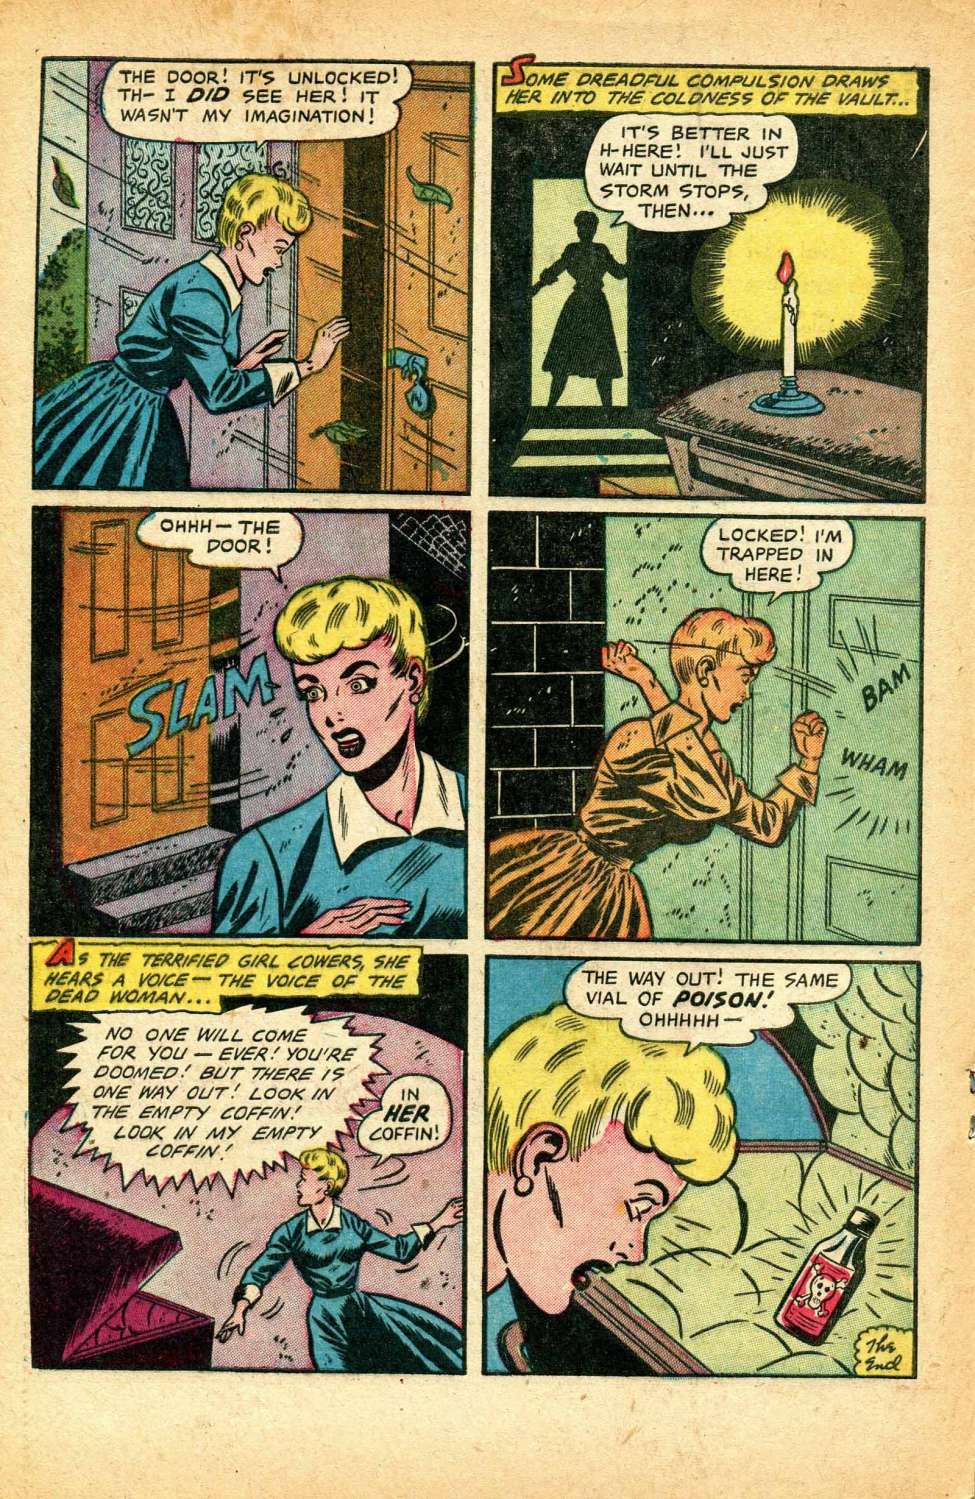 THE DOOR! IT'S UNLOCKED!
TH- I DID SEE HER! IT
WASN'T MY IMAGINATION!
SOME DREADFUL COMPULSION DRAWS
HER INTO THE COLDNESS OF THE VAULT...
IT'S BETTER IN
H-HERE! I'LL JUST
WAIT UNTIL THE
STORM STOPS,
THEN...
OHHH- THE
DOOR!
SLAM
LOCKED! I'M
TRAPPED IN
HERE!
BAM
WHAM
AS THE TERRIFIED GIRL COWERS, SHE
HEARS A VOICE- THE VOICE OF THE
DEAD WOMAN...
NO ONE WILL COME
FOR YOU - EVER! YOU'RE
DOOMED! BUT THERE IS
ONE WAY OUT! LOOK IN
THE EMPTY COFFIN!
LOOK IN MY EMPTY
COFFIN!
IN
HER
COFFIN!
THE WAY OUT! THE SAME
VIAL OF POISON!
OHHHHH-
The
End